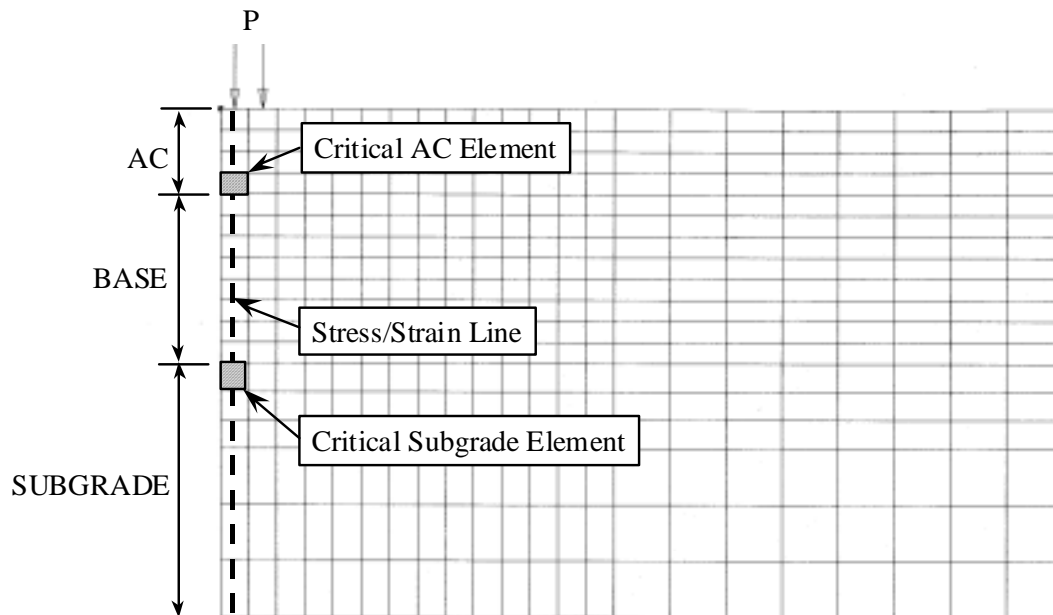 P
Critical AC Element
AC
BASE
Stress/Strain Line
Critical Subgrade Element
SUBGRADE